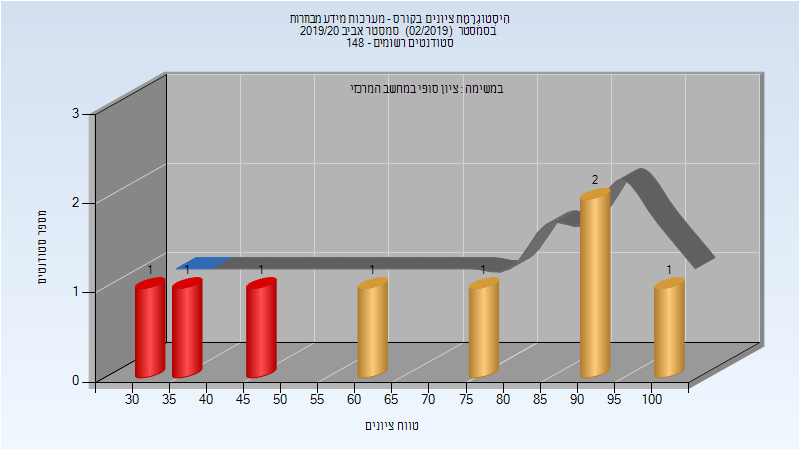 היסטוגרמת ציונים בקורס - מערכות מידע מבוזרות
בסמסטר (02/2019) סמסטר אביב 2019/20
סטודנטים רשומים - 148
במשימה : ציון סופי במחשב המרכזי
מספר סטודנטים
3
2
1
0
1
1
1
1
1
2
1
30 35 40 45 50 55 60 65 70 75 80 85 90 95 100
טווח ציונים